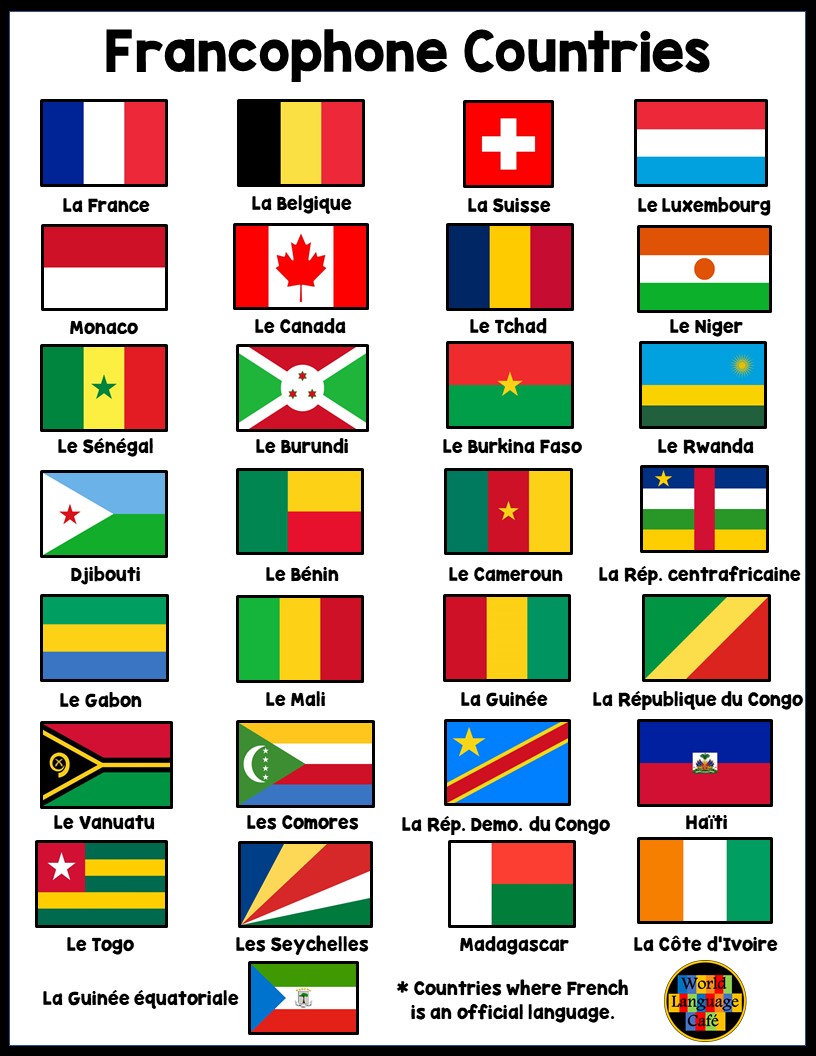 Francophone Countries
La France
La Belgique
La Suisse
Le Luxembourg
Monaco
Le Canada
Le Tchad
Le Niger
Le Sénégal
Le Burundi
Le Burkina Faso
Le Rwanda
Djibouti
Le Bénin
Le Cameroun
La Rép. centrafricaine
Le Gabon
Le Mali
La Guinée
La République du Congo
Le Vanuatu
Les Comores
La Rép. Demo. du Congo
Haïti
Le Togo
Les Seychelles
Madagascar
La Côte d'Ivoire
La Guinée équatoriale
* Countries where French
is an official language.
World
Language
Café